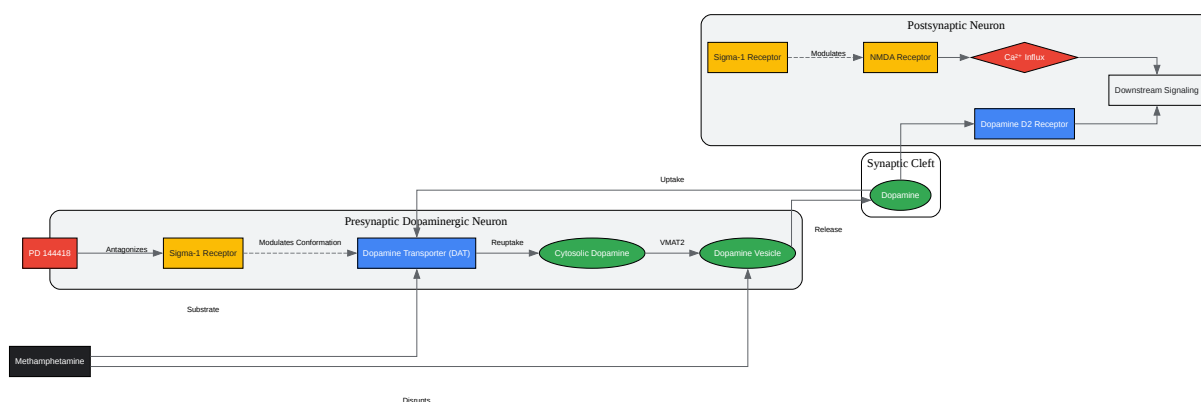 Postsynaptic Neuron
Sigma-1 Receptor
Modulates
NMDA Receptor
Ca²⁺ Influx
Downstream Signaling
Dopamine D2 Receptor
Synaptic Cleft
Dopamine
Uptake
Release
Presynaptic Dopaminergic Neuron
PD 144418
Antagonizes
Sigma-1 Receptor
Modulates Conformation
Dopamine Transporter (DAT)
Reuptake
Cytosolic Dopamine
VMAT2
Dopamine Vesicle
Substrate
Methamphetamine
Disrupts